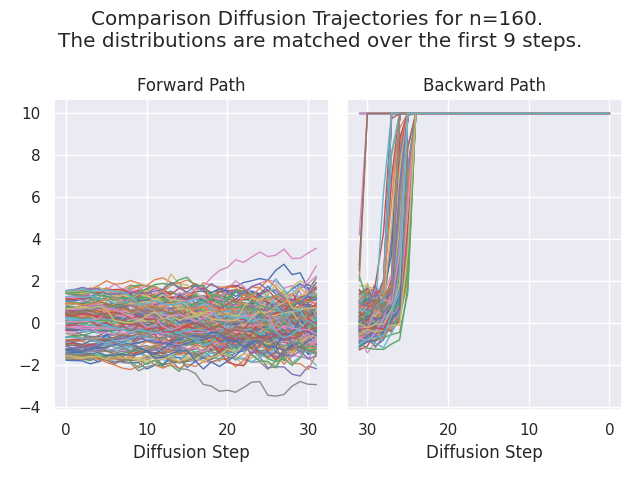 Comparison Diffusion Trajectories for n=160.
The distributions are matched over the first 9 steps.
Forward Path
Backward Path
10
8
6
4
2
0
−2
−4
0
10
20
30
30
20
10
0
Diffusion Step
Diffusion Step